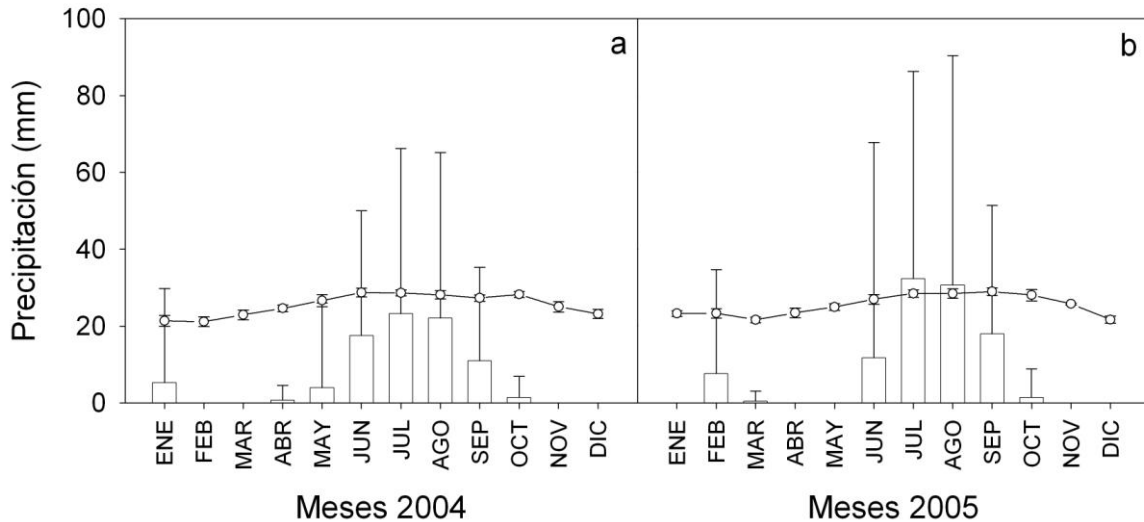 Precipitación (mm)
100
80
60
40
20
0
a
b
ENE FEB MAR ABR MAY JUN JUL AGO SEP OCT NOV DIC
ENE FEB MAR ABR MAY JUN JUL AGO SEP OCT NOV DIC
Meses 2004
Meses 2005